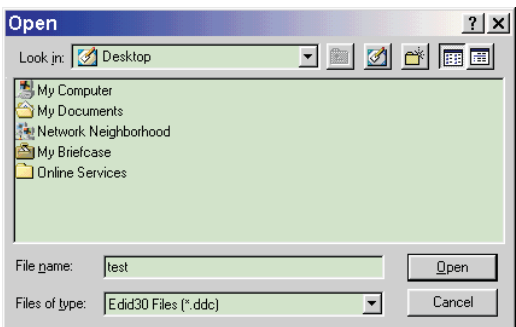 Open
Look in: Desktop
My Computer
My Documents
Network Neighborhood
My Briefcase
Online Services
File name: test Open
Files of type: Edid30 Files (*.ddc) Cancel